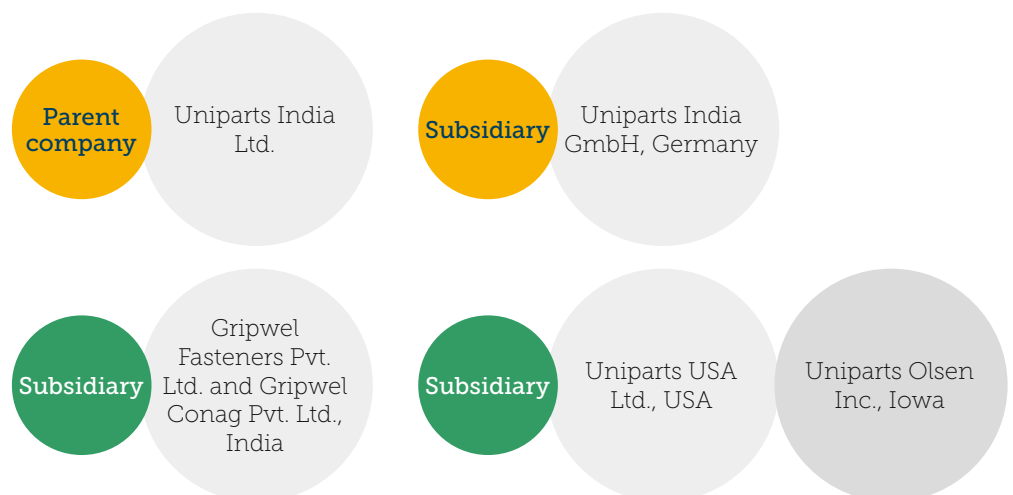 Parent
company
Uniparts India
Ltd.
Subsidiary
Uniparts India
GmbH, Germany
Subsidiary
Gripwel
Fasteners Pvt.
Ltd. and Gripwel
Conag Pvt. Ltd.,
India
Subsidiary
Uniparts USA
Ltd., USA
Uniparts Olsen
Inc., Iowa